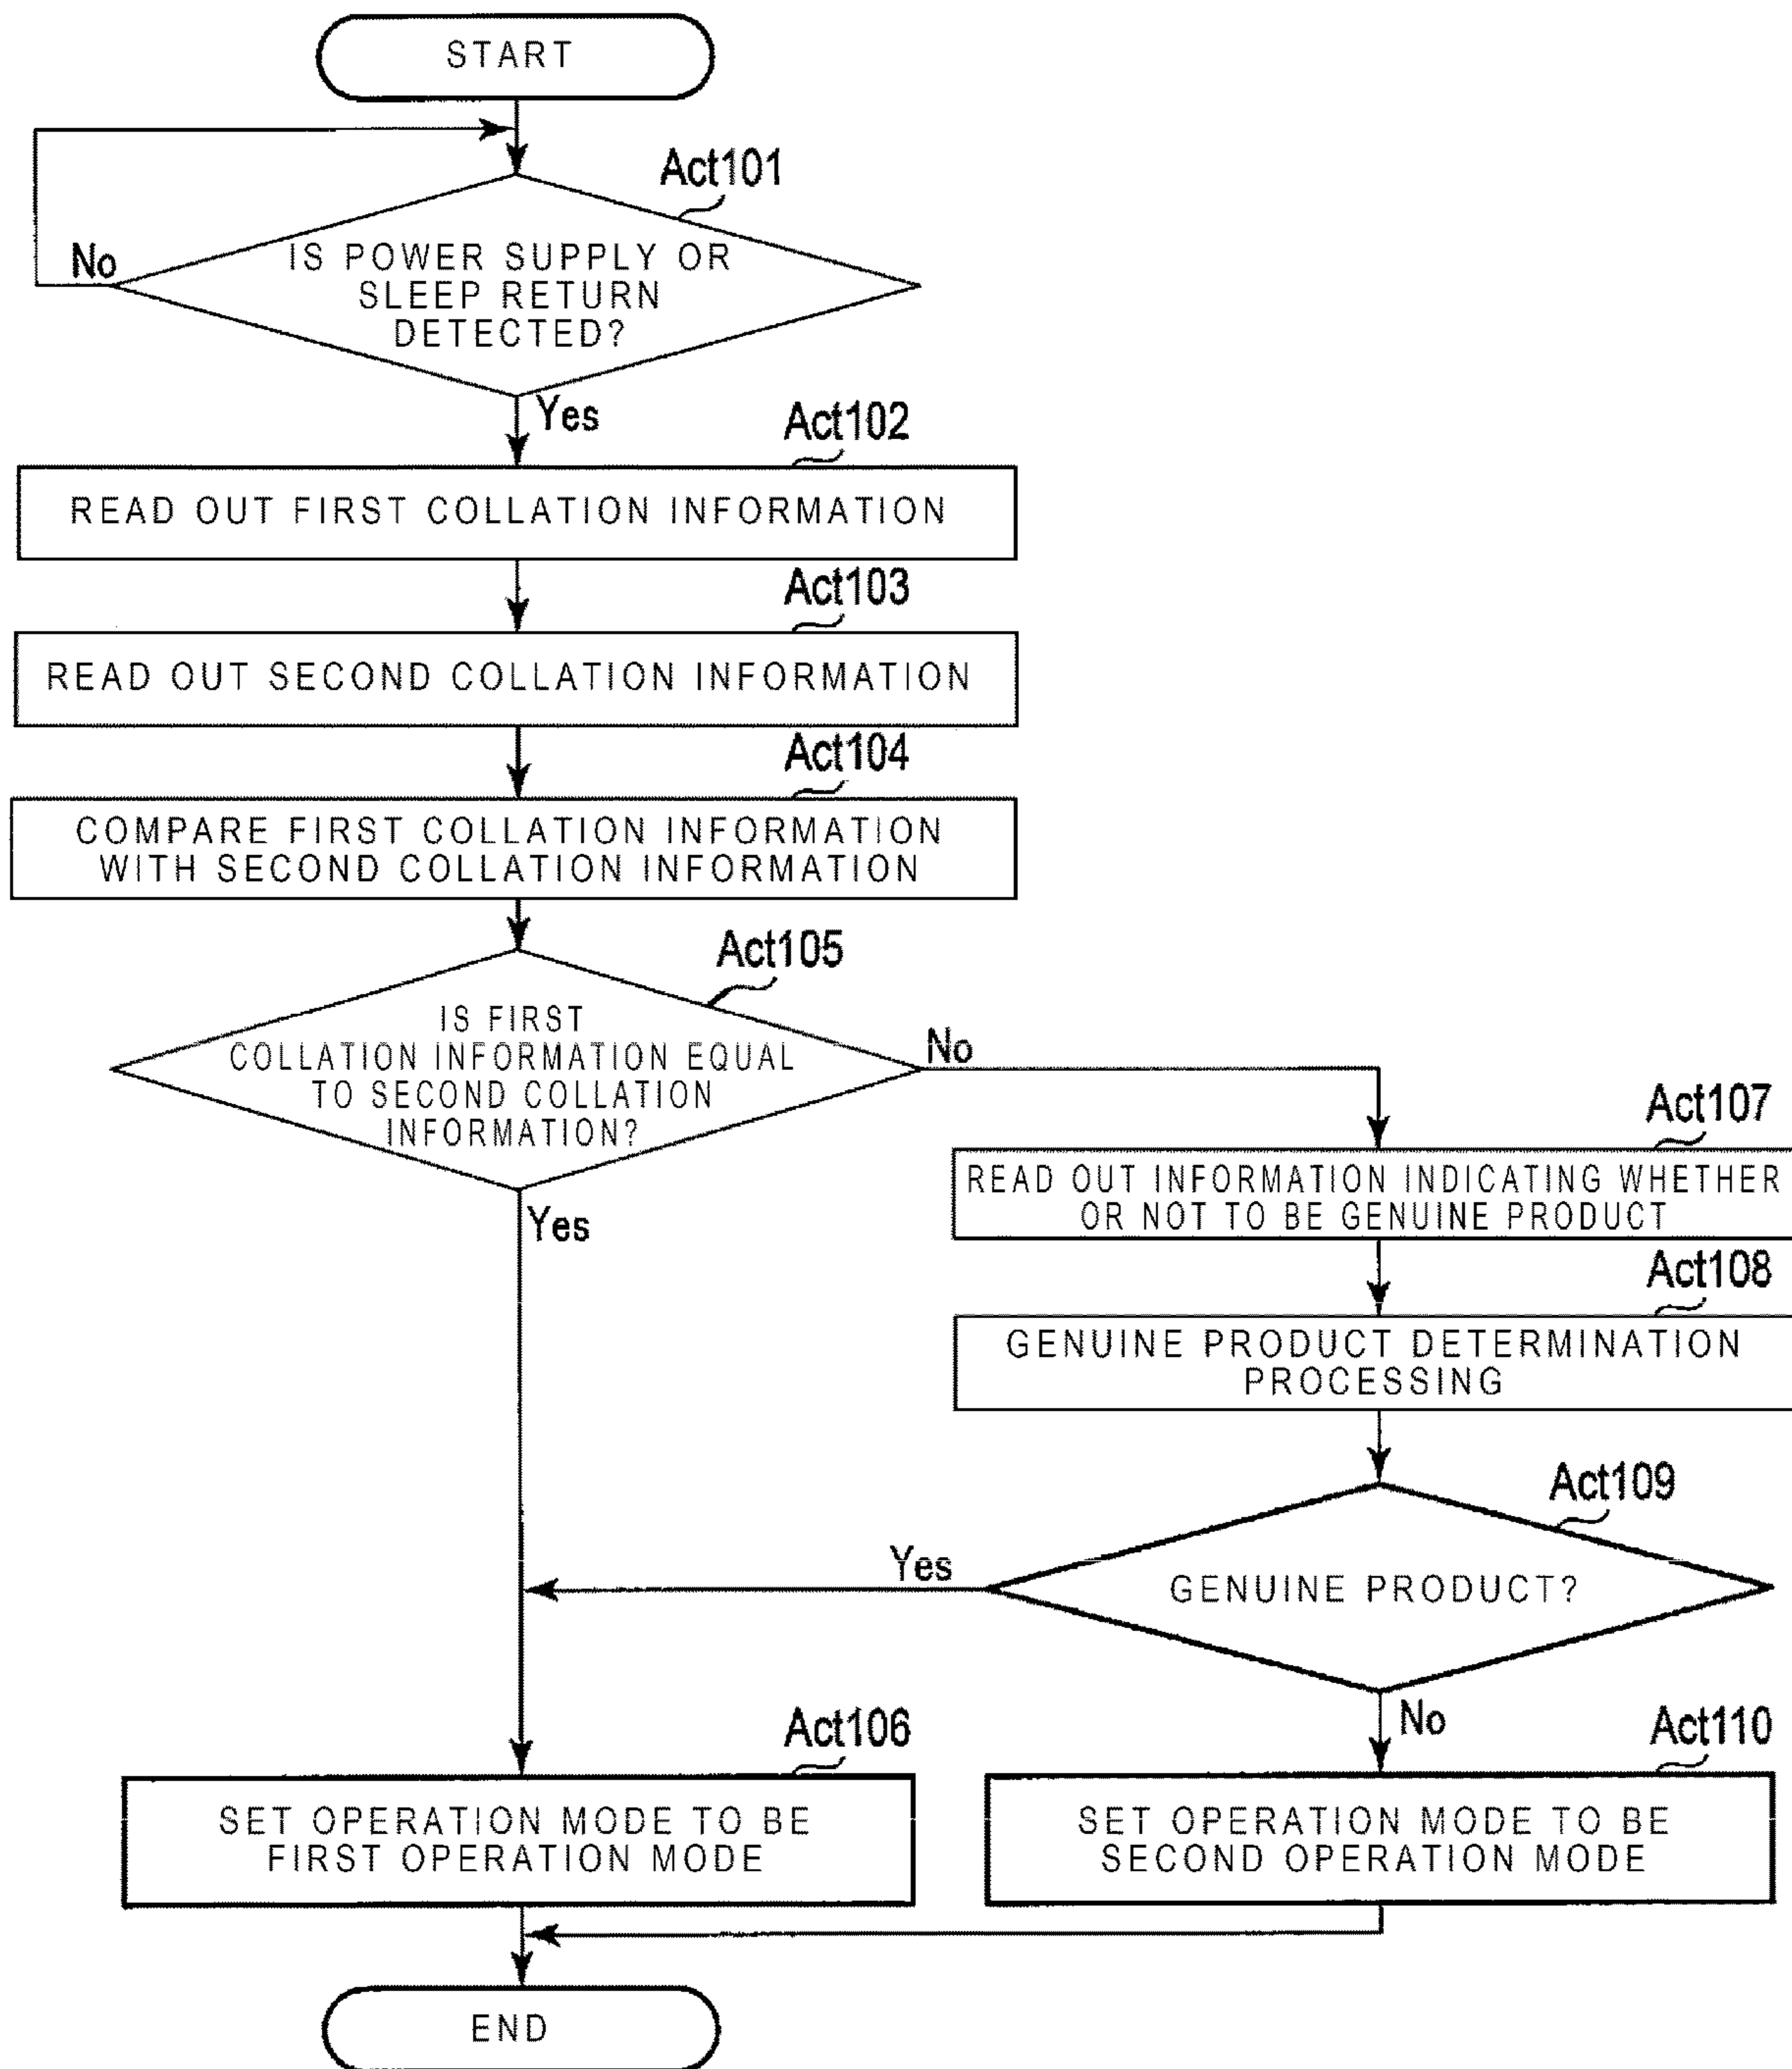 START
Act101
IS POWER SUPPLY OR
SLEEP RETURN
DETECTED?
No
Yes
Act102
READ OUT FIRST COLLATION INFORMATION
Act103
READ OUT SECOND COLLATION INFORMATION
Act104
COMPARE FIRST COLLATION INFORMATION
WITH SECOND COLLATION INFORMATION
Act105
IS FIRST
COLLATION INFORMATION EQUAL
TO SECOND COLLATION
INFORMATION?
No
Yes
Act107
READ OUT INFORMATION INDICATING WHETHER
OR NOT TO BE GENUINE PRODUCT
Act108
GENUINE PRODUCT DETERMINATION
PROCESSING
Act109
GENUINE PRODUCT?
Yes
No
Act106
SET OPERATION MODE TO BE
FIRST OPERATION MODE
Act110
SET OPERATION MODE TO BE
SECOND OPERATION MODE
END